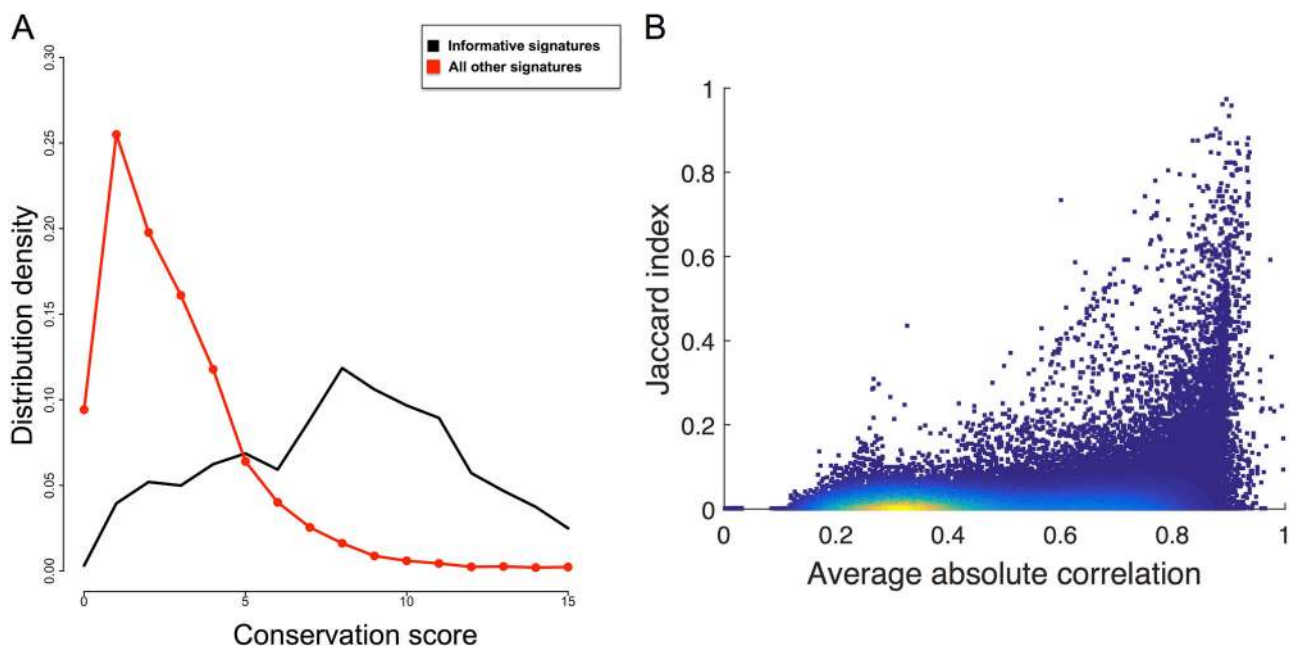 A
Informative signatures
All other signatures
Distribution density
0.30
0.25
0.20
0.15
0.10
0.05
0.00
0
5
10
15
Conservation score
B
Jaccard index
1
0.8
0.6
0.4
0.2
0
0
0.2
0.4
0.6
0.8
1
Average absolute correlation